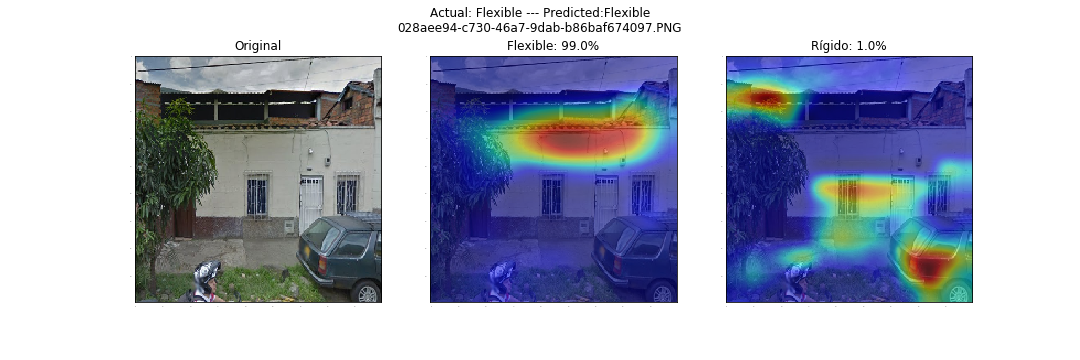 Actual: Flexible --- Predicted:Flexible
028aee94-c730-46a7-9dab-b86baf674097.PNG
Original
Flexible: 99.0%
Rígido: 1.0%